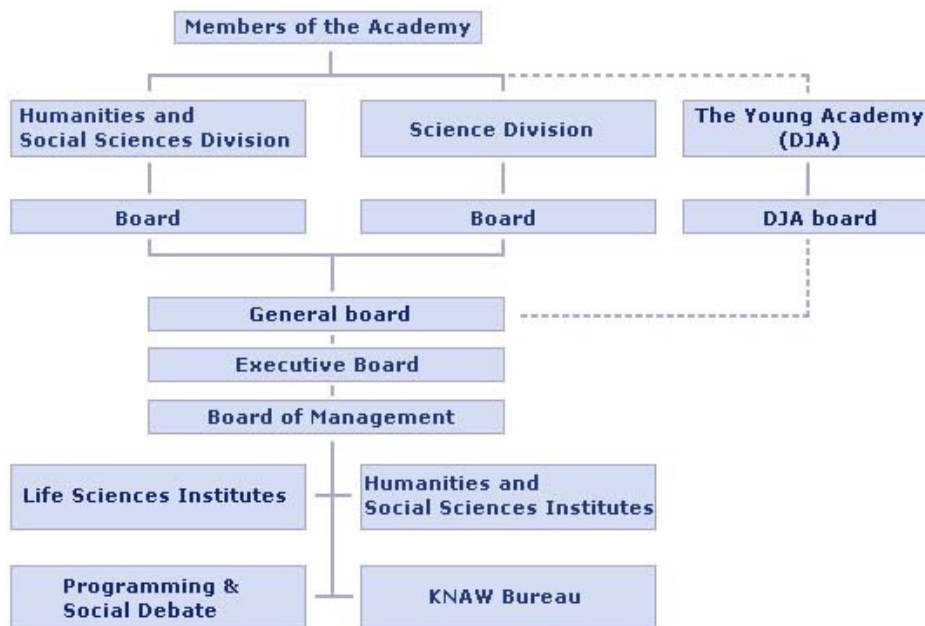 Members of the Academy
Humanities and
Social Sciences Division
Science Division
The Young Academy
(DJA)
Board
Board
DJA board
General board
Executive Board
Board of Management
Life Sciences Institutes
Humanities and
Social Sciences Institutes
Programming &
Social Debate
KNAW Bureau